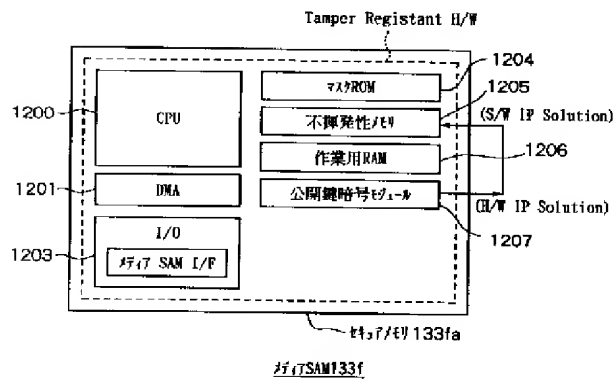 Tamper Registant H/W
1204
マスクROM
1205
1200
CPU
不揮発性メモリ
(S/W IP Solution)
作業用RAM
1206
1201
DMA
公開鍵暗号モジュール
(H/W IP Solution)
1207
I/O
1203
メディア SAM I/F
セキュアメモリ 133fa
メディアSAM133f